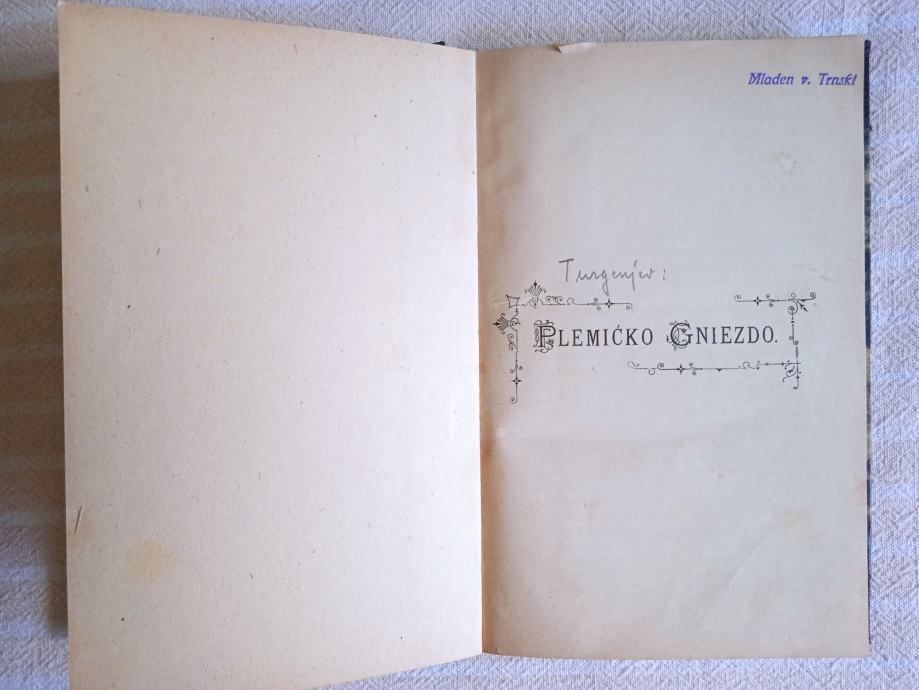 Mladen v. Trnski
Turgenjev:
PLEMIĆKO GNIEZDO.